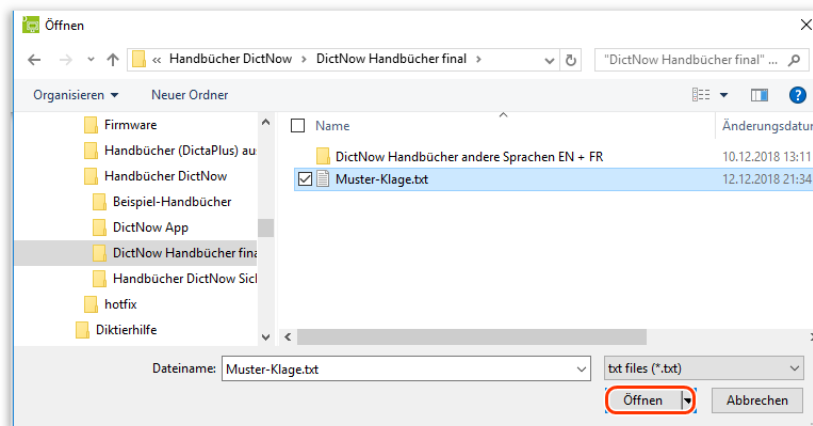 Öffnen
« Handbücher DictNow › DictNow Handbücher final ›
"DictNow Handbücher final" ...
Organisieren Neuer Ordner
Firmware
Handbücher (DictaPlus) au
Handbücher DictNow
Beispiel-Handbücher
DictNow App
DictNow Handbücher fina
Handbücher DictNow Sicl
hotfix
Diktierhilfe
Name Änderungsdatur
DictNow Handbücher andere Sprachen EN + FR 10.12.2018 13:11
Muster-Klage.txt 12.12.2018 21:34
Dateiname: Muster-Klage.txt txt files (*.txt)
Öffnen Abbrechen